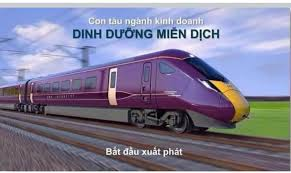 Con tàu ngành kinh doanh
DINH DƯỠNG MIỄN DỊCH
Bắt đầu xuất phát